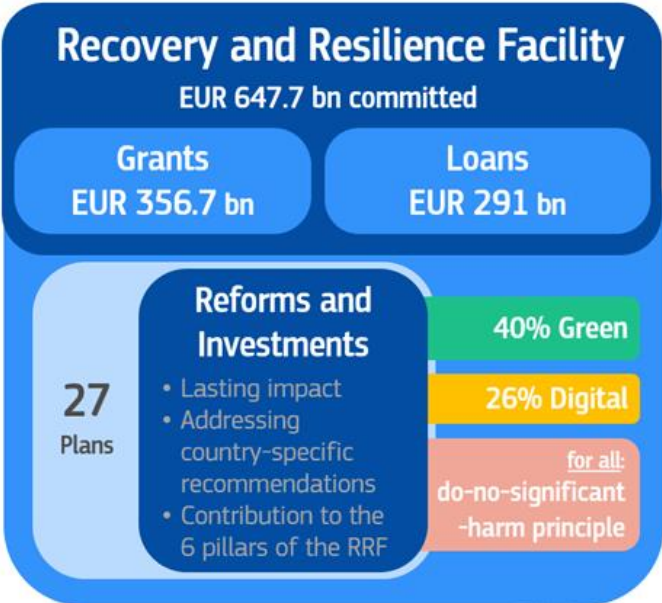 Recovery and Resilience Facility
EUR 647.7 bn committed
Grants
EUR 356.7 bn
Loans
EUR 291 bn
27
Plans
Reforms and
Investments
• Lasting impact
• Addressing
country-specific
recommendations
• Contribution to the
6 pillars of the RRF
40% Green
26% Digital
for all:
do-no-significant
-harm principle